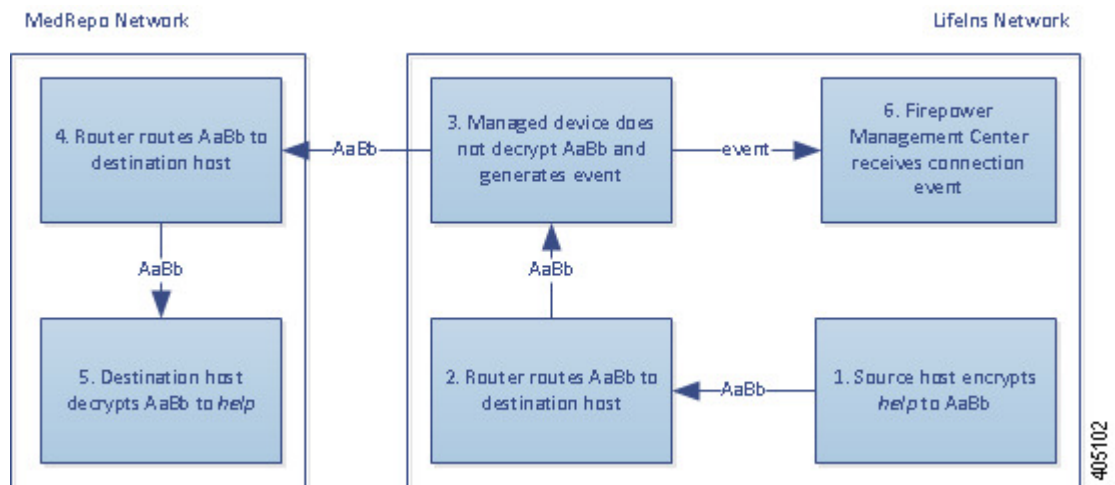 MedRepo Network
LifeIns Network
4. Router routes AaBb to
destination host
AaBb
3. Managed device does
not decrypt AaBb and
generates event
event
6. Firepower
Management Center
receives connection
event
AaBb
AaBb
5. Destination host
decrypts AaBb to help
2. Router routes AaBb to
destination host
AaBb
1. Source host encrypts
help to AaBb
405102